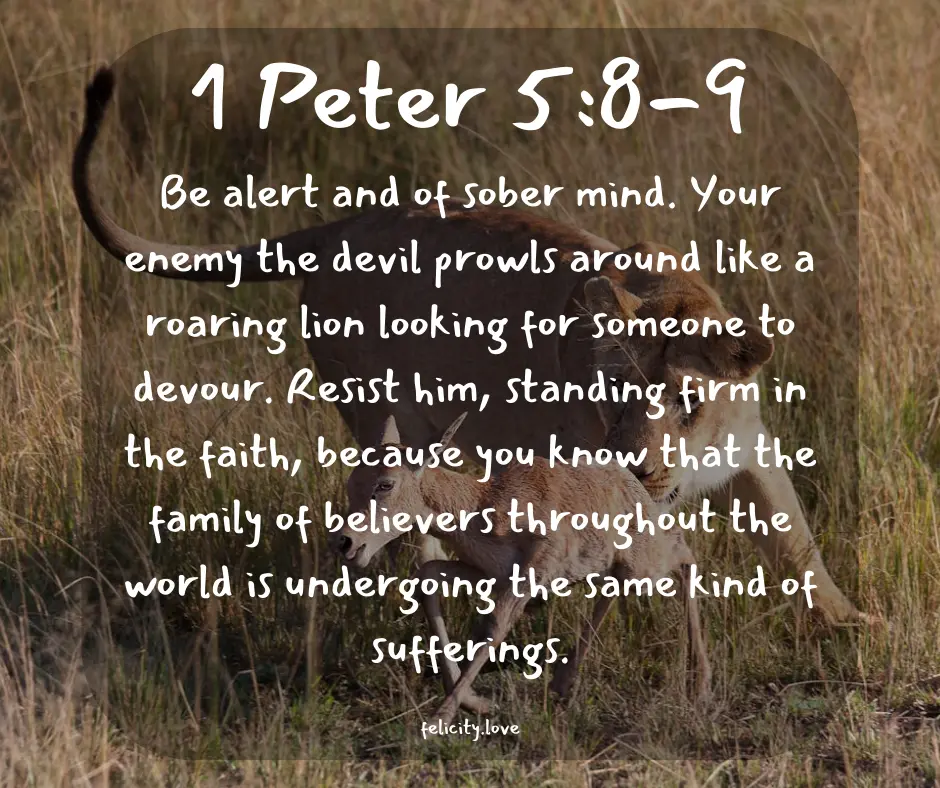 1 Peter 5:8-9
Be alert and of sober mind. Your
enemy the devil prowls around like a
roaring lion looking for someone to
devour. Resist him, standing firm in
the faith, because you know that the
family of believers throughout the
world is undergoing the same kind of
sufferings.
felicity.love